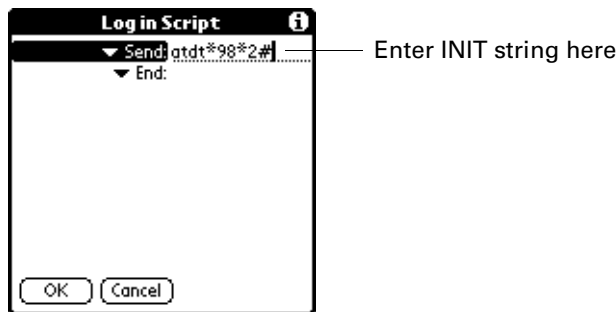 Log in Script
Send: atdt*98*2# Enter INIT string here
End:
OK Cancel